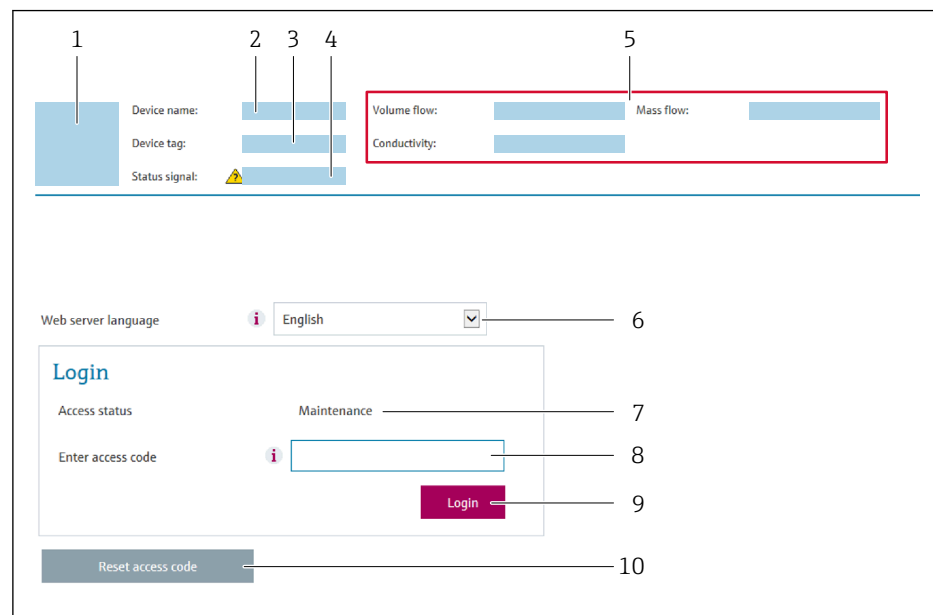 1 2 3 4 5
Device name: Volume flow: Mass flow:
Device tag: Conductivity:
Status signal: ?
Web server language i English 6
Login
Access status Maintenance 7
Enter access code i 8
Login 9
Reset access code 10